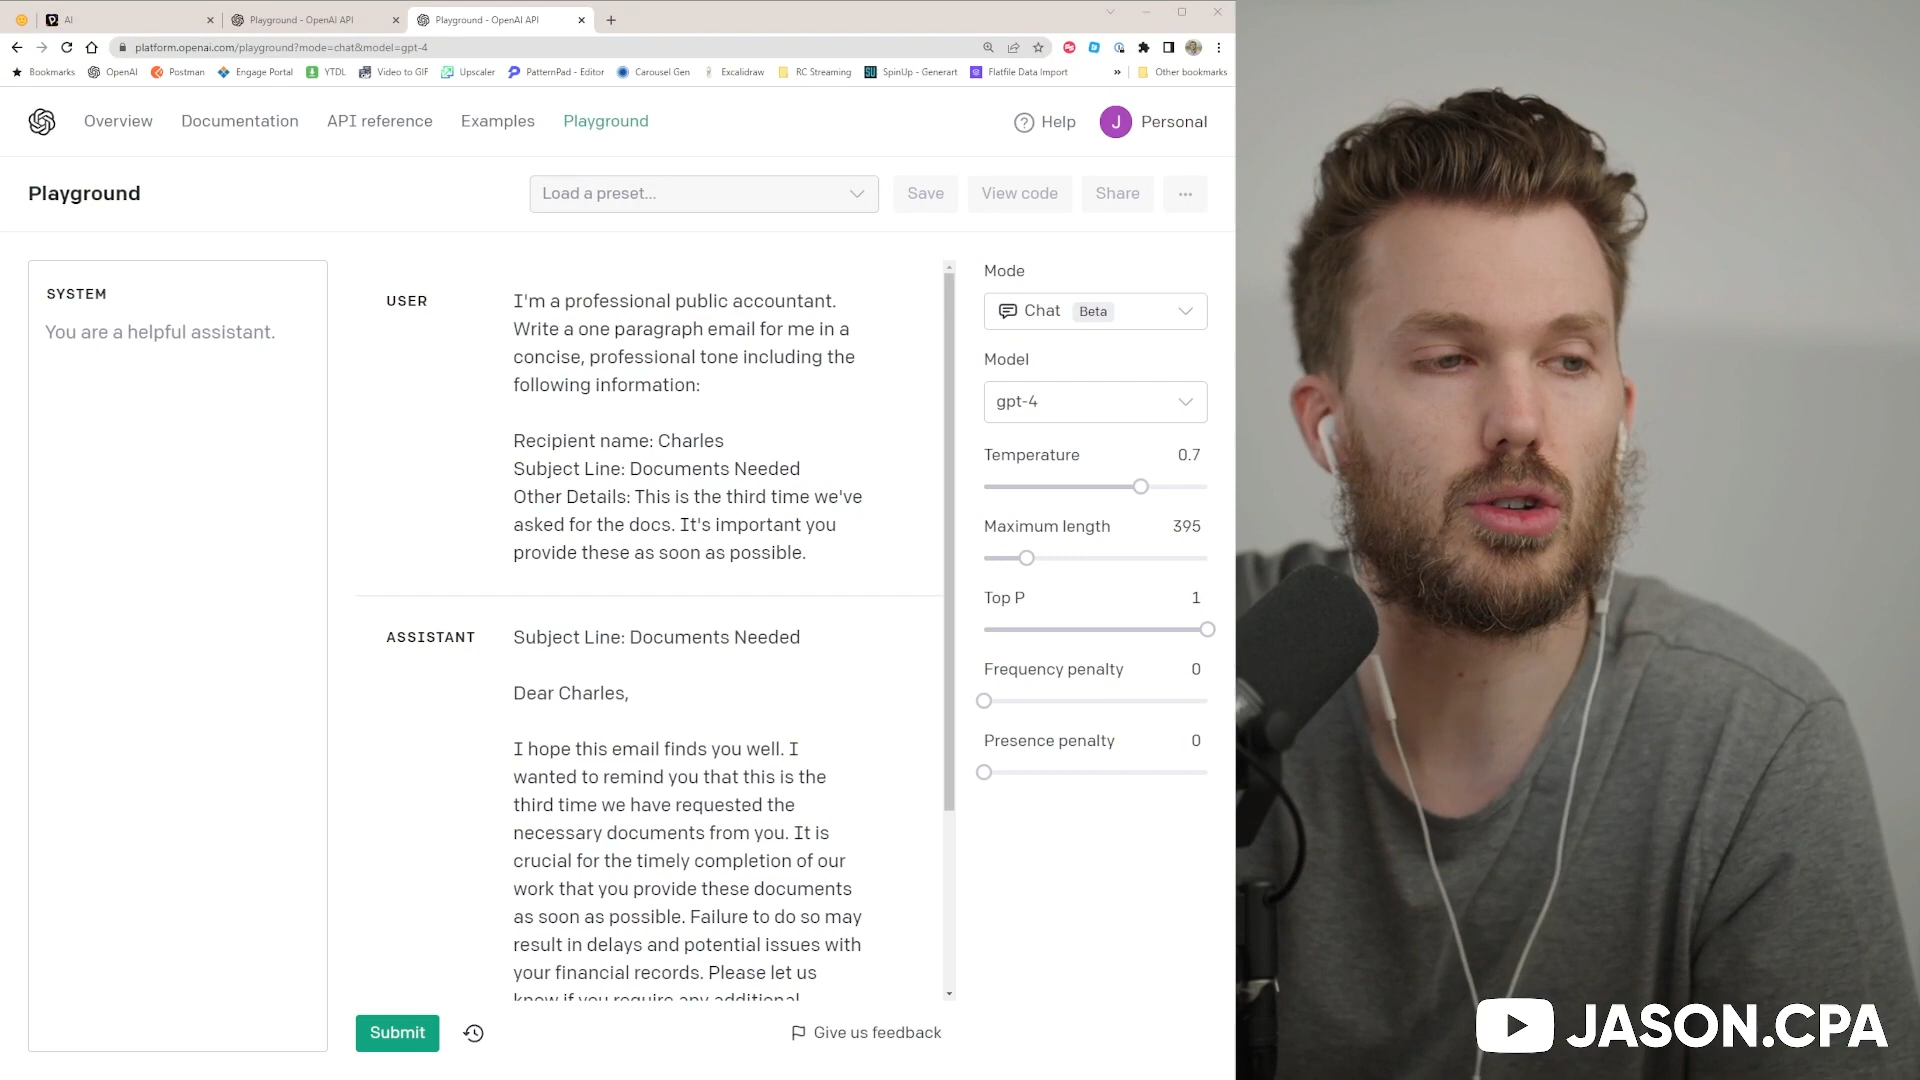 AI
Playground - OpenAI API
Playground - OpenAI API
platform.openai.com/playground?mode=chat&model=gpt-4
Bookmarks
OpenAI
Postman
Engage Portal
YTDL
Video to GIF
Upscaler
PatternPad - Editor
Carousel Gen
Excalidraw
RC Streaming
SpinUp - Generart
Flatfile Data Import
»
Other bookmarks
Overview
Documentation
API reference
Examples
Playground
Help
J
Personal
Playground
Load a preset...
Save
View code
Share
...
SYSTEM
You are a helpful assistant.
USER
I'm a professional public accountant.
Write a one paragraph email for me in a
concise, professional tone including the
following information:
Recipient name: Charles
Subject Line: Documents Needed
Other Details: This is the third time we've
asked for the docs. It's important you
provide these as soon as possible.
ASSISTANT
Subject Line: Documents Needed
Dear Charles,
I hope this email finds you well. I
wanted to remind you that this is the
third time we have requested the
necessary documents from you. It is
crucial for the timely completion of our
work that you provide these documents
as soon as possible. Failure to do so may
result in delays and potential issues with
your financial records. Please let us
know if you require any additional
Submit
Give us feedback
Mode
Chat
Beta
Model
gpt-4
Temperature
0.7
Maximum length
395
Top P
1
Frequency penalty
0
Presence penalty
0
JASON.CPA